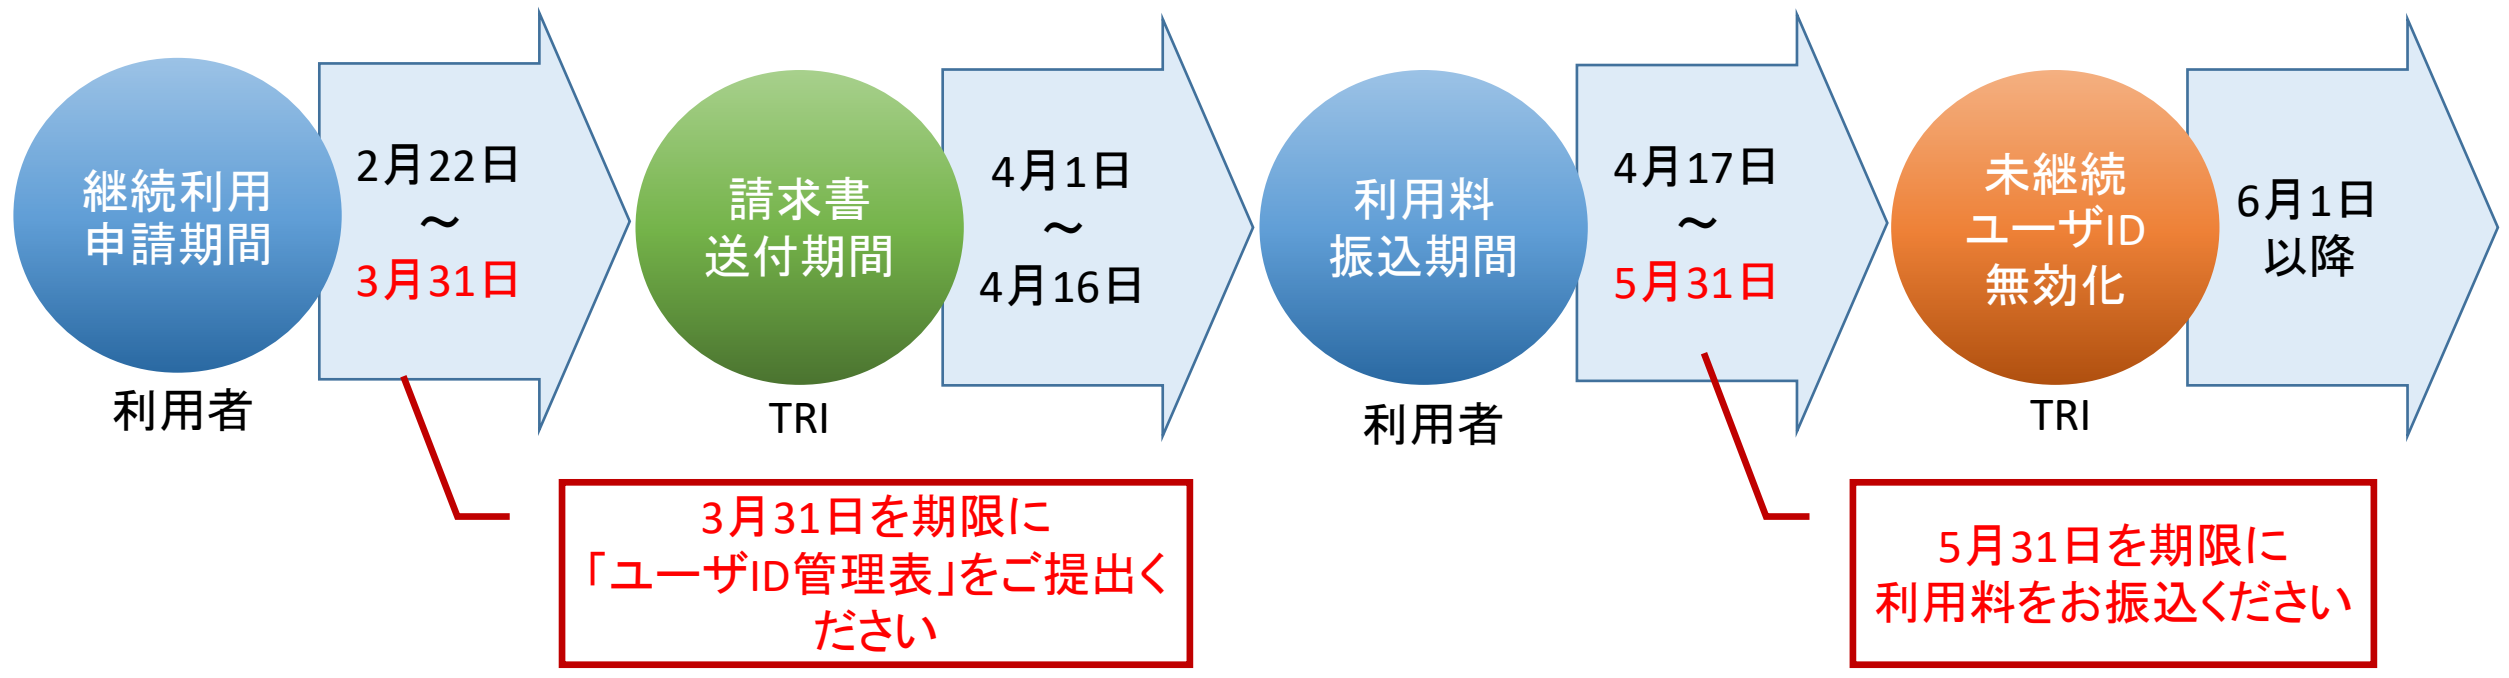 継続利用
申請期間
利用者
2月22日
～
3月31日
請求書
送付期間
TRI
4月1日
～
4月16日
利用料
振込期間
利用者
4月17日
～
5月31日
未継続
ユーザID
無効化
TRI
6月1日
以降
3月31日を期限に
「ユーザID管理表」をご提出く
ださい
5月31日を期限に
利用料をお振込ください